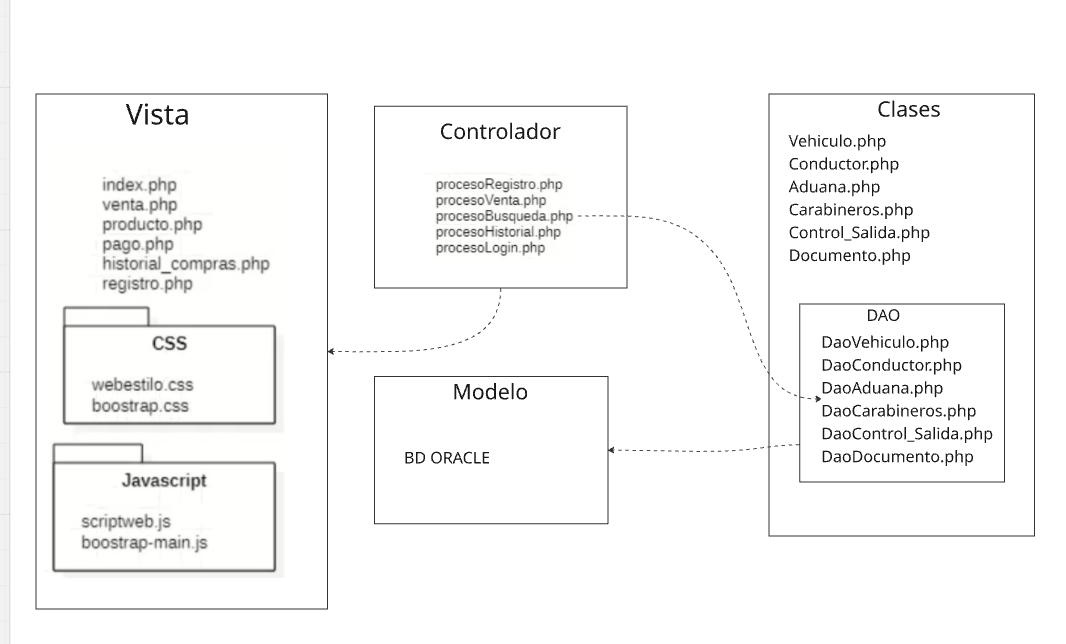 Vista
index.php
venta.php
producto.php
pago.php
historial_compras.php
registro.php
CSS
webestilo.css
boostrap.css
Javascript
scriptweb.js
boostrap-main.js
Controlador
procesoRegistro.php
procesoVenta.php
procesoBusqueda.php
procesoHistorial.php
procesoLogin.php
Modelo
BD ORACLE
Clases
Vehiculo.php
Conductor.php
Aduana.php
Carabineros.php
Control_Salida.php
Documento.php
DAO
DaoVehiculo.php
DaoConductor.php
DaoAduana.php
DaoCarabineros.php
DaoControl_Salida.php
DaoDocumento.php